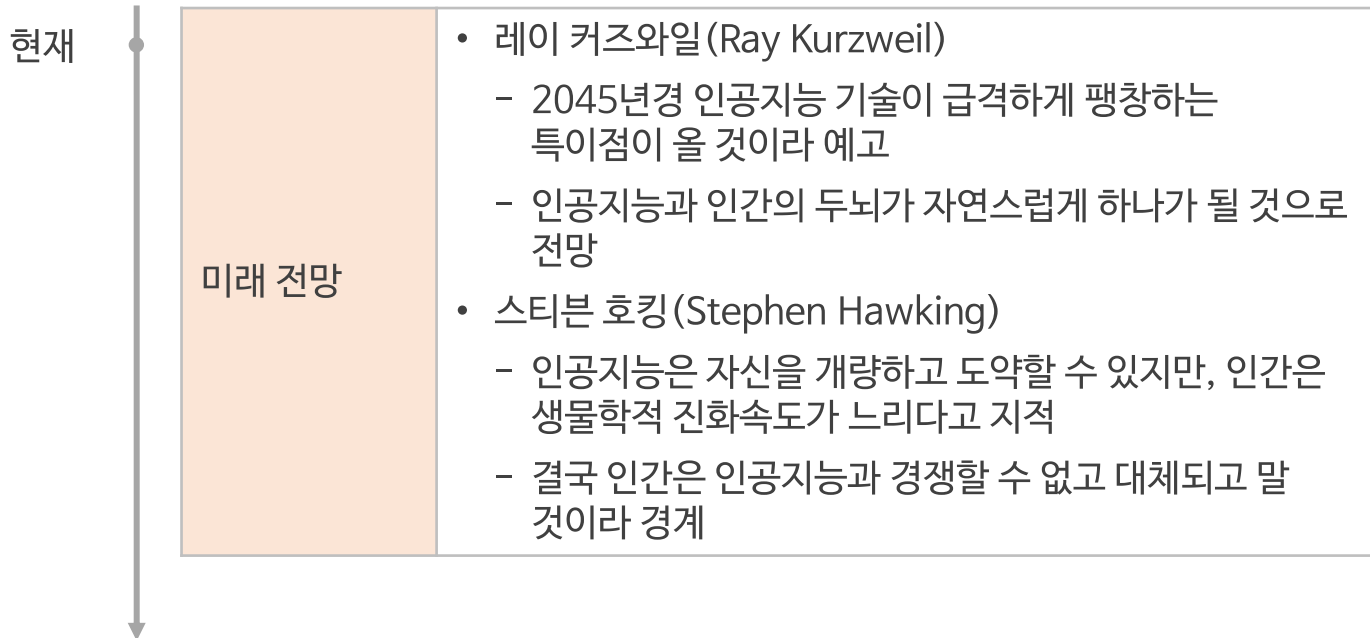 현재
미래 전망
• 레이 커즈와일(Ray Kurzweil)
– 2045년경 인공지능 기술이 급격하게 팽창하는
특이점이 올 것이라 예고
– 인공지능과 인간의 두뇌가 자연스럽게 하나가 될 것으로
전망
• 스티븐 호킹(Stephen Hawking)
– 인공지능은 자신을 개량하고 도약할 수 있지만, 인간은
생물학적 진화속도가 느리다고 지적
– 결국 인간은 인공지능과 경쟁할 수 없고 대체되고 말
것이라 경계